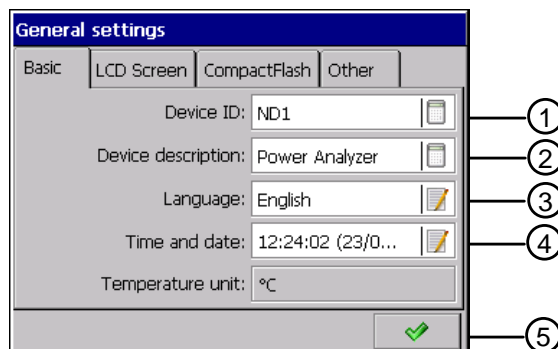 General settings
Basic LCD Screen CompactFlash Other
Device ID: ND1 1
Device description: Power Analyzer 2
Language: English 3
Time and date: 12:24:02 (23/0... 4
Temperature unit: °C
5